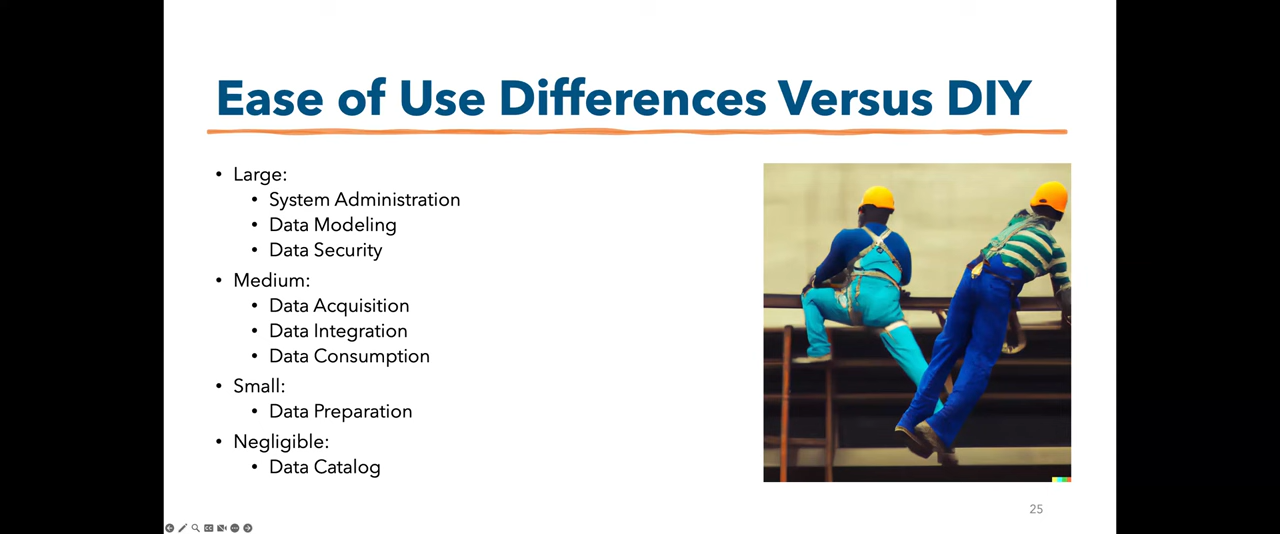 Ease of Use Differences Versus DIY
• Large:
• System Administration
• Data Modeling
• Data Security
• Medium:
• Data Acquisition
• Data Integration
• Data Consumption
• Small:
• Data Preparation
• Negligible:
• Data Catalog
25